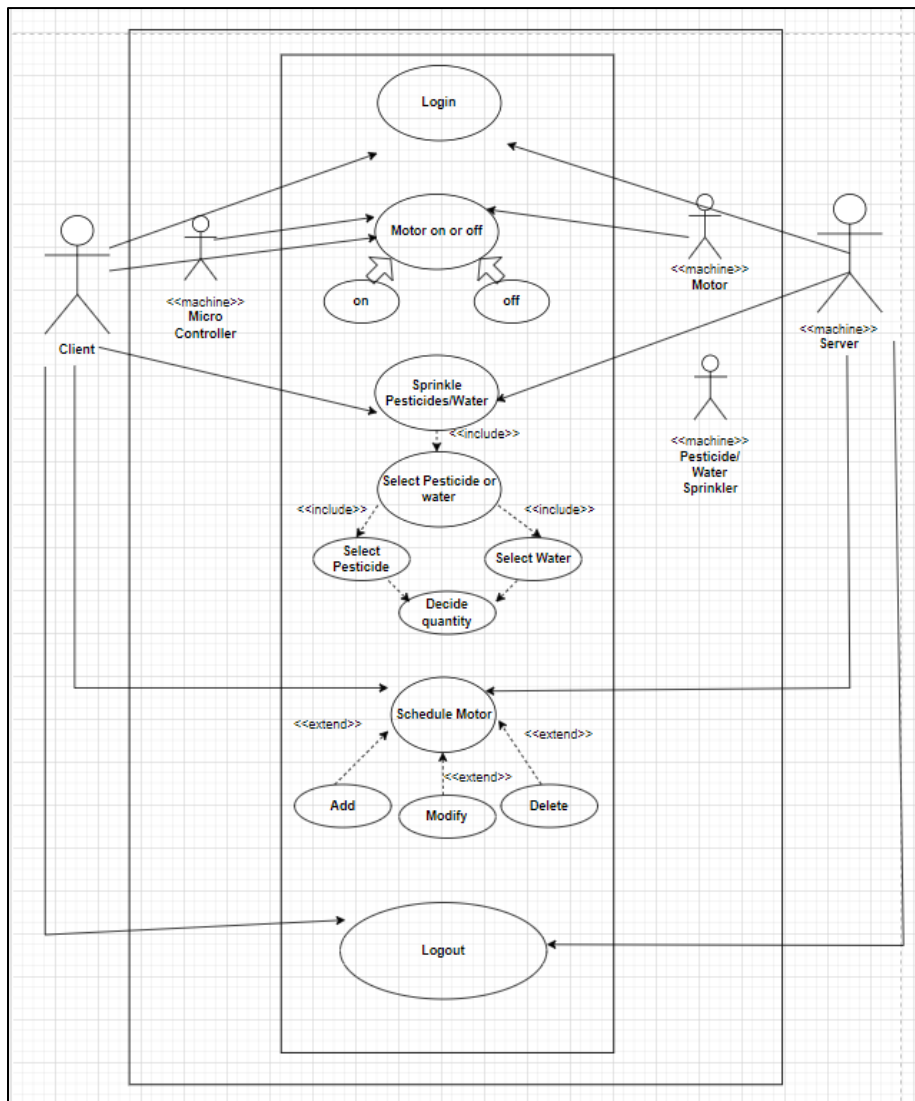 Login
Motor on or off
on
off
<<machine>>
Micro
Controller
<<machine>>
Motor
Client
<<machine>>
Server
Sprinkle
Pesticides/Water
<<include>>
<<machine>>
Pesticide/
Water
Sprinkler
Select Pesticide or
water
<<include>>
<<include>>
Select
Pesticide
Select Water
Decide
quantity
Schedule Motor
<<extend>>
<<extend>>
<<extend>>
Add
Modify
Delete
Logout